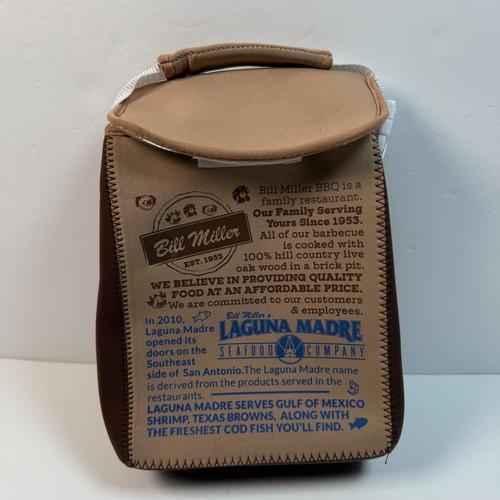 Bill Miller BBQ is a
family restaurant.
Our Family Serving
Yours Since 1953.
All of our barbecue
is cooked with
100% hill country live
oak wood in a brick pit.
Bill Miller
EST. 1953
WE BELIEVE IN PROVIDING QUALITY
FOOD AT AN AFFORDABLE PRICE.
We are committed to our customers
& employees.
In 2010,
Laguna Madre
opened its
doors on the
Southeast
side of San Antonio. The Laguna Madre name
is derived from the products served in the
restaurants.
Bill Miller's
LAGUNA MADRE
SEAFOOD COMPANY
LAGUNA MADRE SERVES GULF OF MEXICO
SHRIMP, TEXAS BROWNS, ALONG WITH
THE FRESHEST COD FISH YOU'LL FIND.